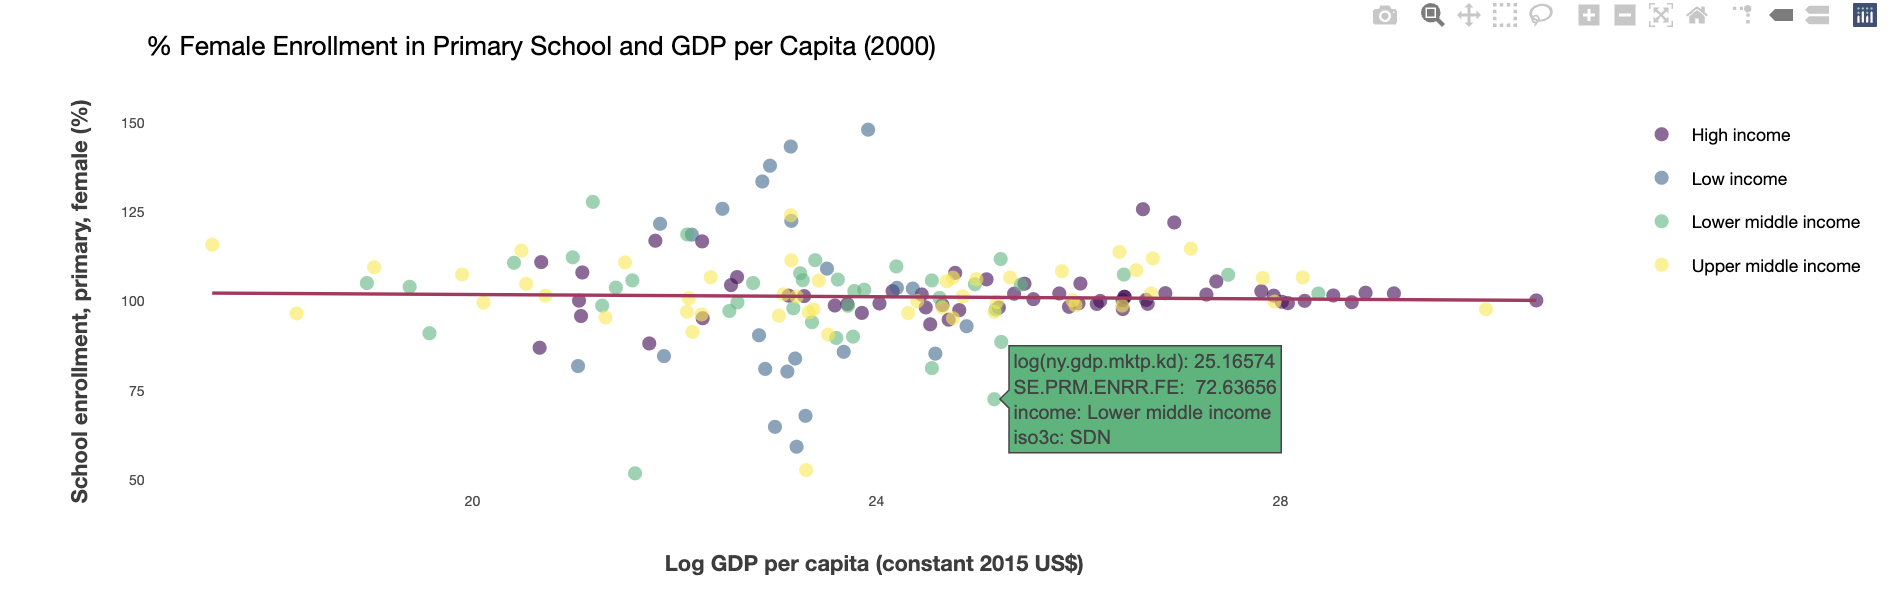 % Female Enrollment in Primary School and GDP per Capita (2000)
School enrollment, primary, female (%)
150
125
100
75
50
20
24
28
Log GDP per capita (constant 2015 US$)
High income
Low income
Lower middle income
Upper middle income
log(ny.gdp.mktp.kd): 25.16574
SE.PRM.ENRR.FE:  72.63656
income: Lower middle income
iso3c: SDN